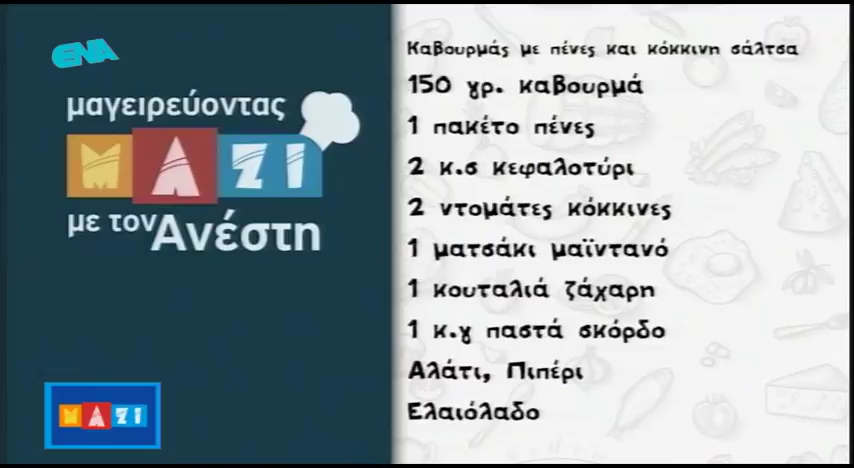 ENA
μαγειρεύοντας
ΜΑΖΙ
με τον Ανέστη
ΜΑΖΙ
Καβουρμάς με πένες και κόκκινη σάλτσα
150 γρ. καβουρμά
1 πακέτο πένες
2 κ.σ κεφαλοτύρι
2 ντομάτες κόκκινες
1 ματσάκι μαϊντανό
1 κουταλιά ζάχαρη
1 κ.γ παστά σκόρδο
Αλάτι, Πιπέρι
Ελαιόλαδο